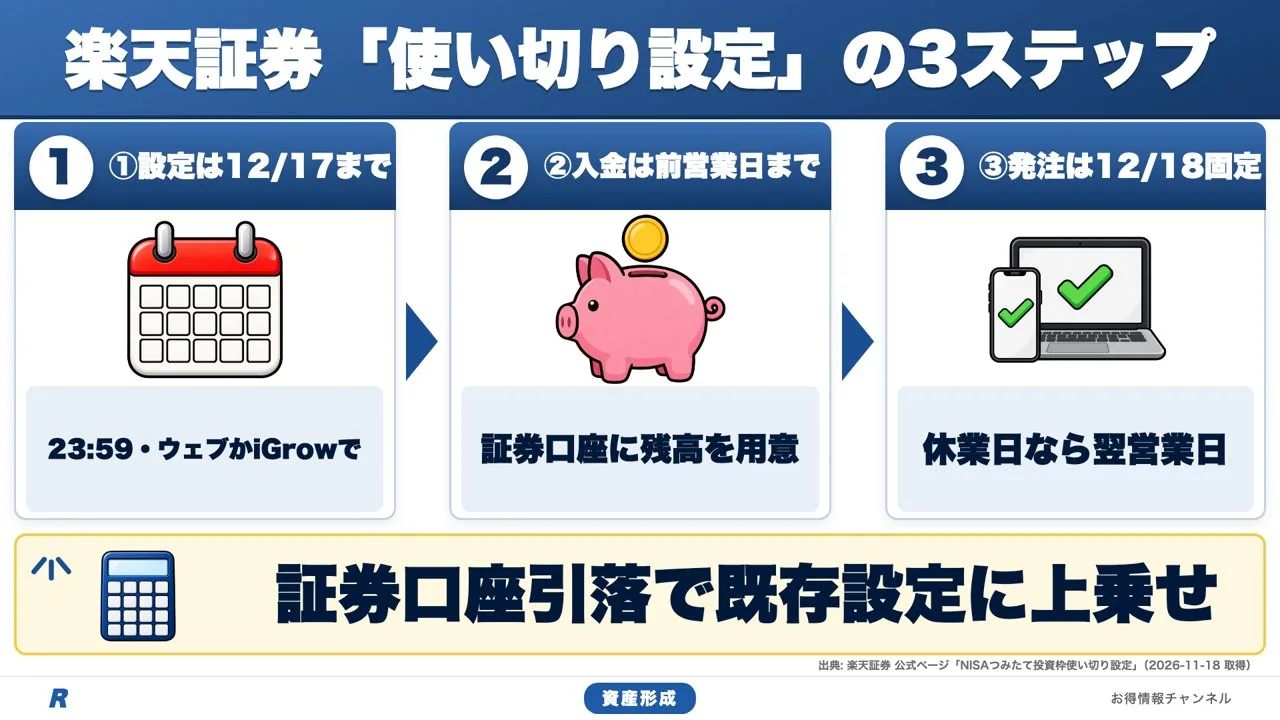 楽天証券「使い切り設定」の3ステップ
1 ①設定は12/17まで
23:59・ウェブかiGrowで
2 ②入金は前営業日まで
証券口座に残高を用意
3 ③発注は12/18固定
休業日なら翌営業日
証券口座引落で既存設定に上乗せ
出典: 楽天証券 公式ページ「NISAつみたて投資枠使い切り設定」（2026-11-18 取得）
R
資産形成
お得情報チャンネル